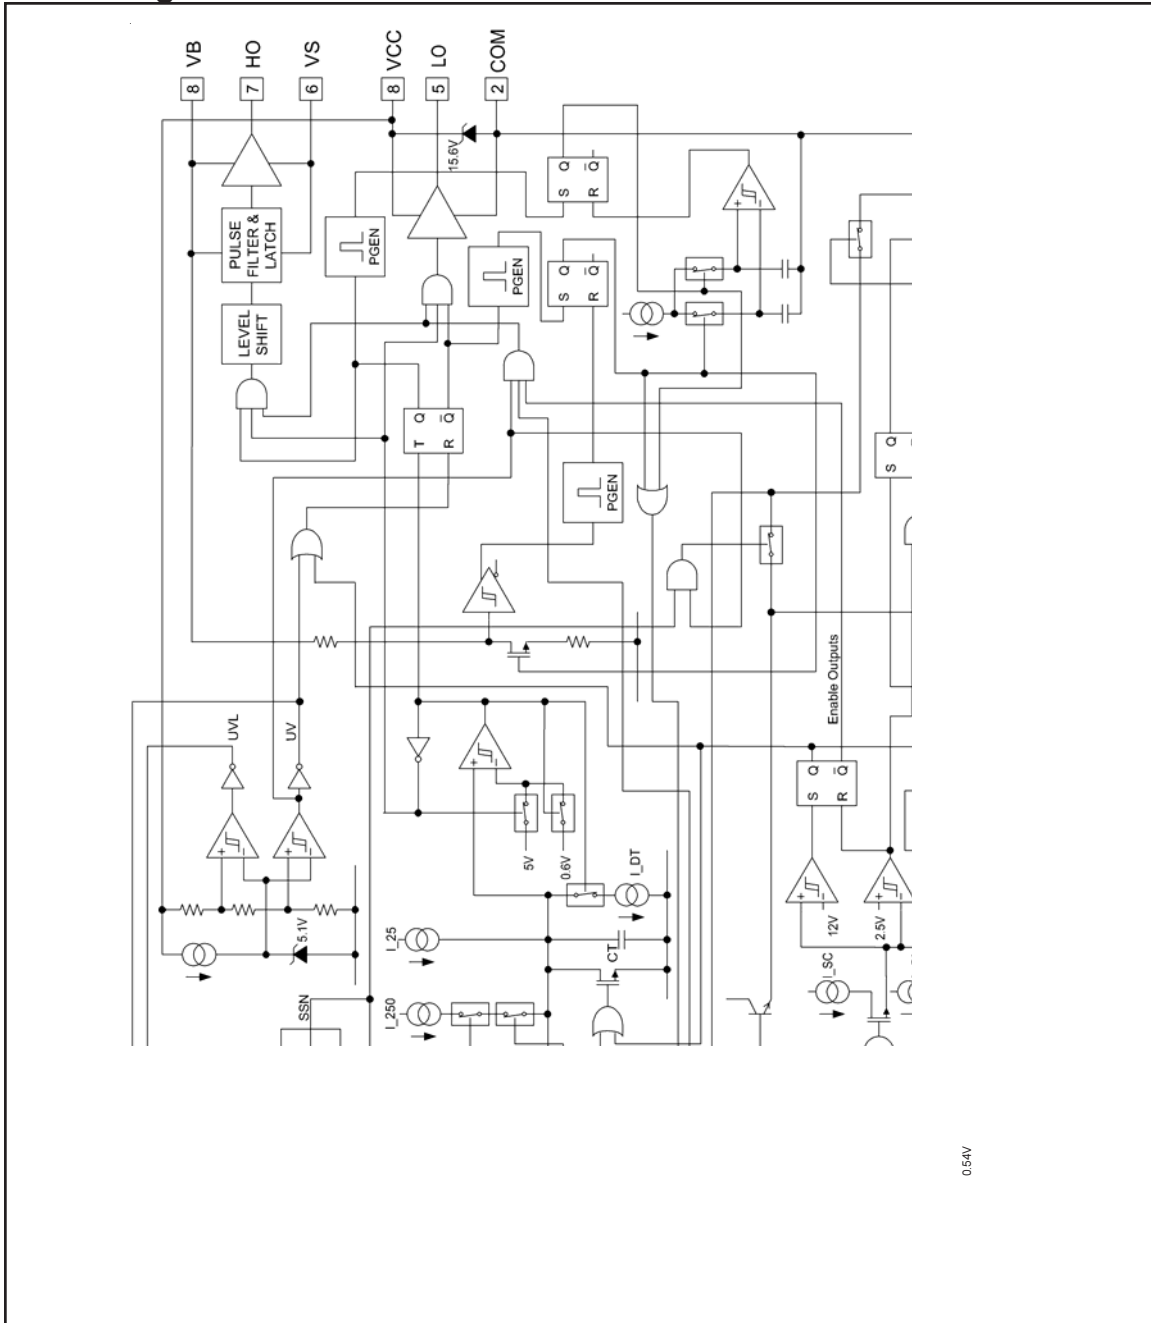 VB
HO
VS
VCC
LO
COM
8
7
6
8
5
2
15.6V
PULSE
FILTER &
LATCH
PGEN
PGEN
LEVEL
SHIFT
S Q
R Q
S Q
R Q
+
–
T Q
R Q
S Q
PGEN
Enable Outputs
UVL
UV
+
–
+
–
+
–
S Q
R Q
5V
0.6V
I_DT
+
–
12V
+
–
2.5V
5.1V
I_25
CT
I_SC
SSN
I_250
0.54V